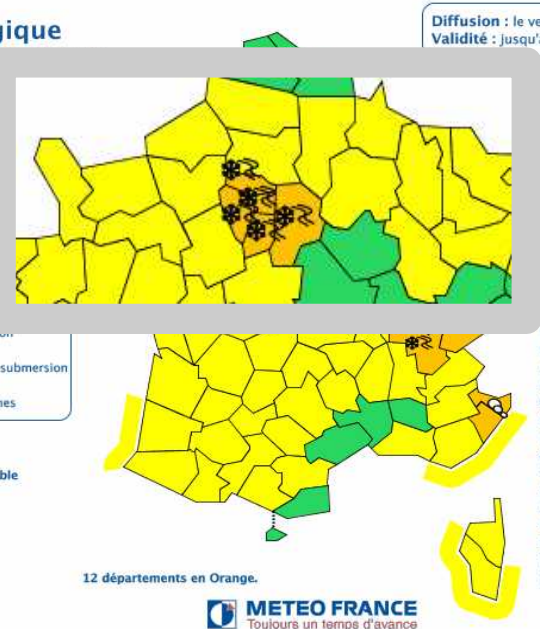 gique
Diffusion : le ve
Validité : jusqu'a
on
submersion
nes
ble
12 départements en Orange.
METEO FRANCE
Toujours un temps d'avance